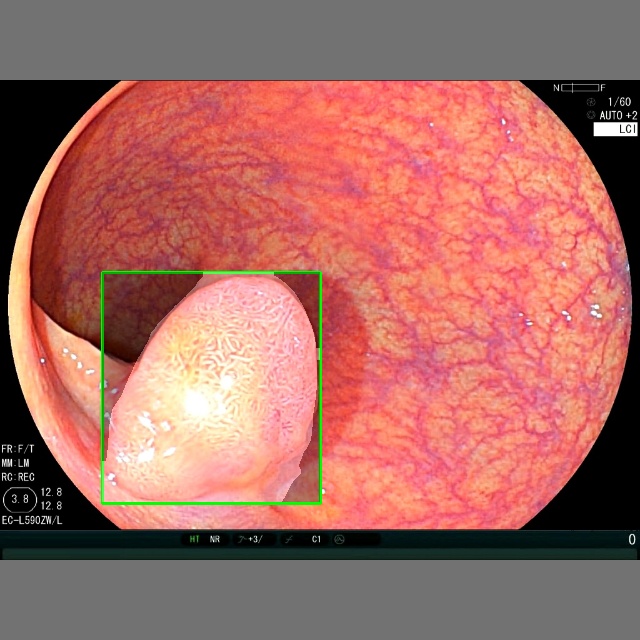 N F
1/60
AUTO +2
LCI
FR:F/T
MM:LM
RC:REC
3.8 12.8
12.8
EC-L590ZW/L
HT NR +3/ C1 0